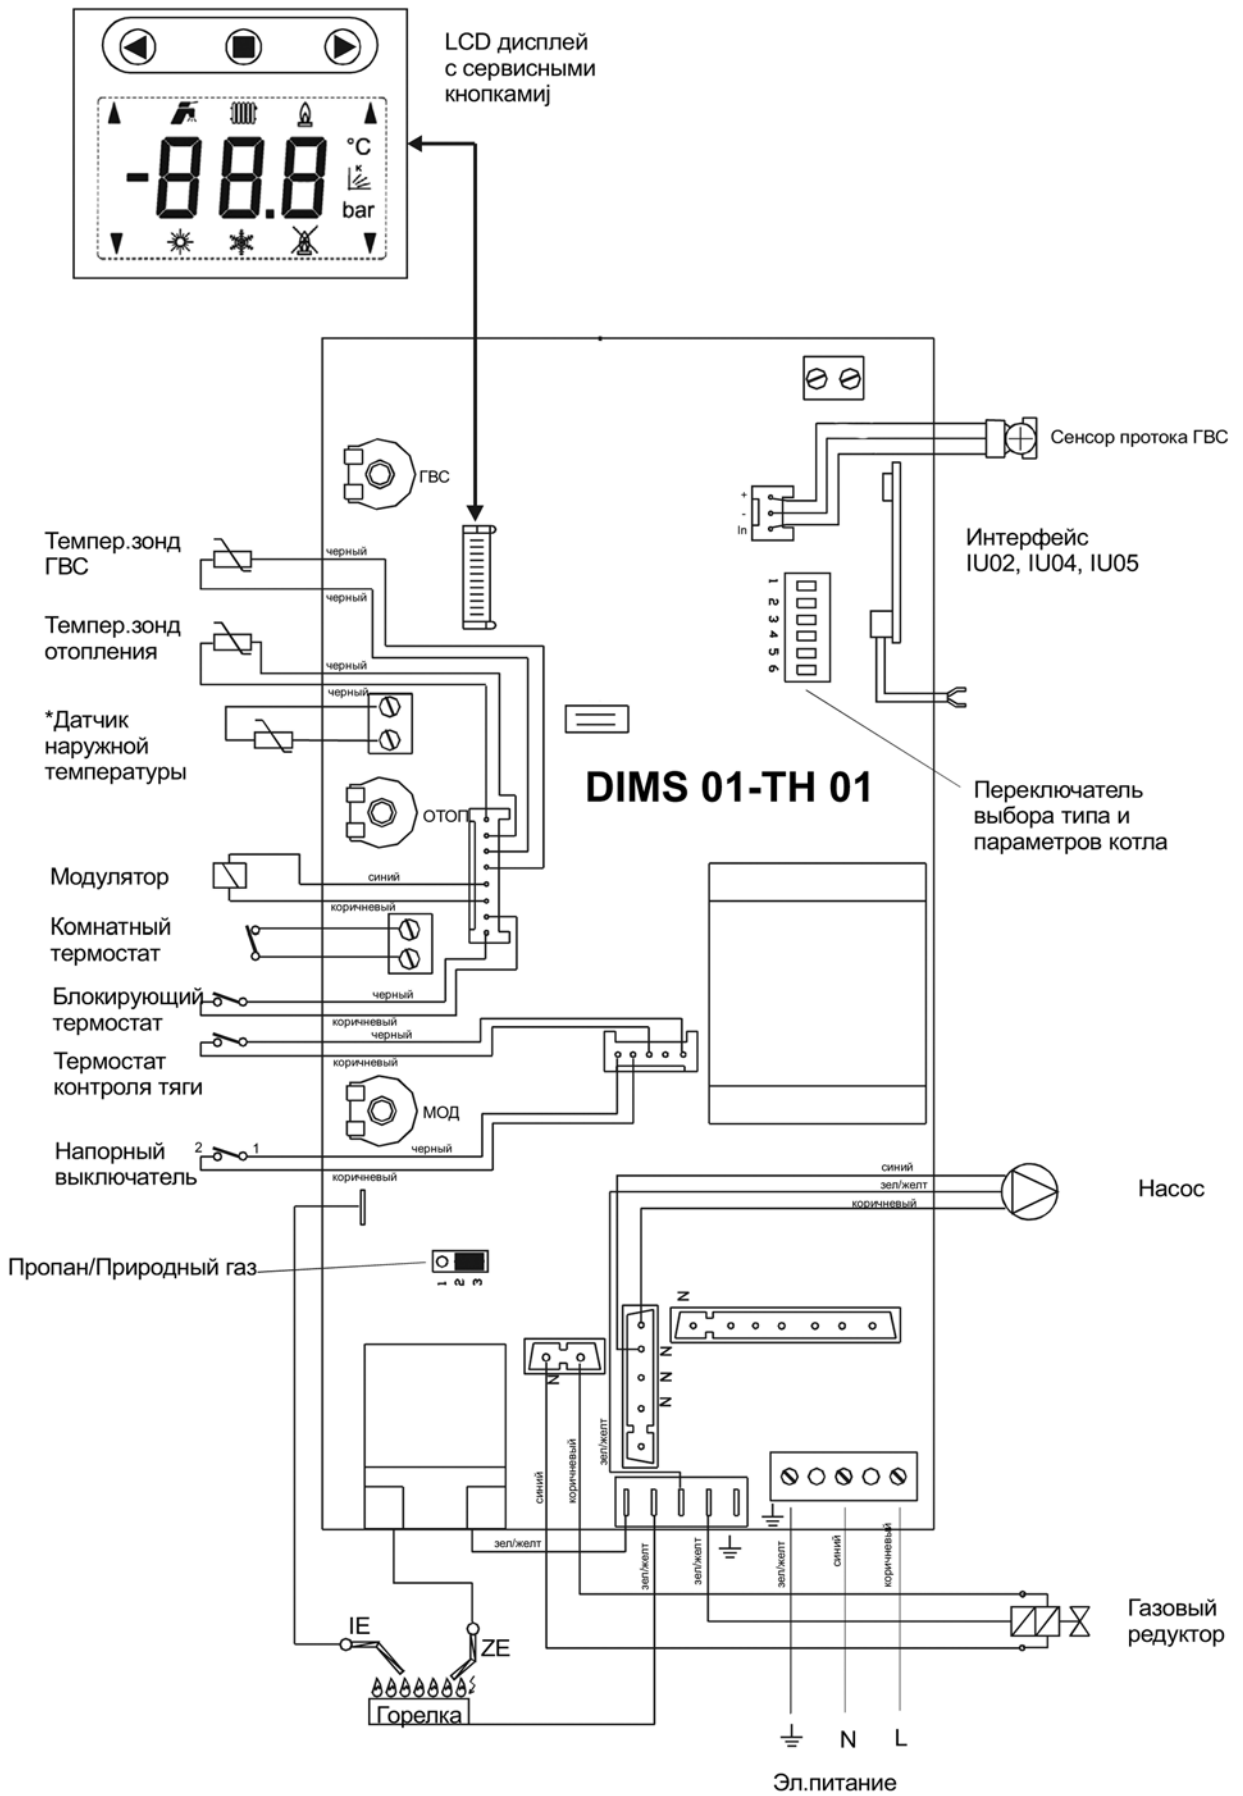 LCD дисплей
с сервисными
кнопкамиj
°C
K
-88.8
bar
ГВС
Сенсор протока ГВС
+
-
In
Интерфейс
IU02, IU04, IU05
Темпер.зонд
ГВС
черный
черный
1
2
3
4
5
6
Темпер.зонд
отопления
черный
черный
*Датчик
наружной
температуры
DIMS 01-TH 01
Переключатель
выбора типа и
параметров котла
ОТОП
Модулятор
синий
коричневый
Комнатный
термостат
Блокирующий
термостат
черный
коричневый
черный
Термостат
контроля тяги
коричневый
МОД
Напорный
выключатель
2
1
черный
коричневый
синий
зел/желт
коричневый
Насос
Пропан/Природный газ
1
2
3
N
N
N
N
N
зел/желт
синий
коричневый
зел/желт
зел/желт
зел/желт
зел/желт
синий
коричневый
Газовый
редуктор
IE
ZE
Горелка
N
L
Эл.питание